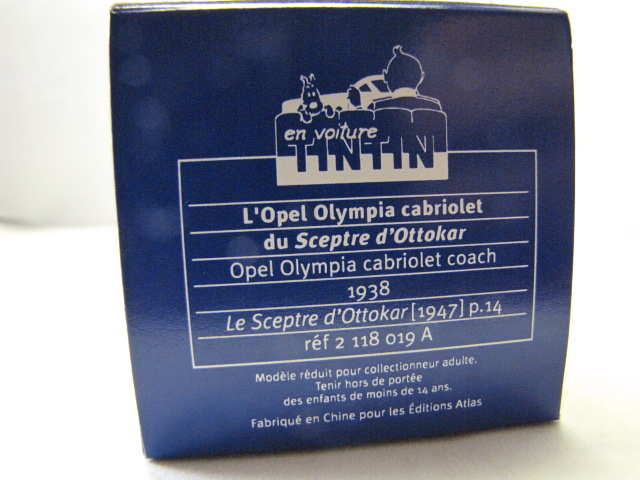 en voiture
TINTIN
L'Opel Olympia cabriolet
du Sceptre d'Ottokar
Opel Olympia cabriolet coach
1938
Le Sceptre d'Ottokar [1947] p.14
réf 2 118 019 A
Modèle réduit pour collectionneur adulte.
Tenir hors de portée
des enfants de moins de 14 ans.
Fabriqué en Chine pour les Éditions Atlas